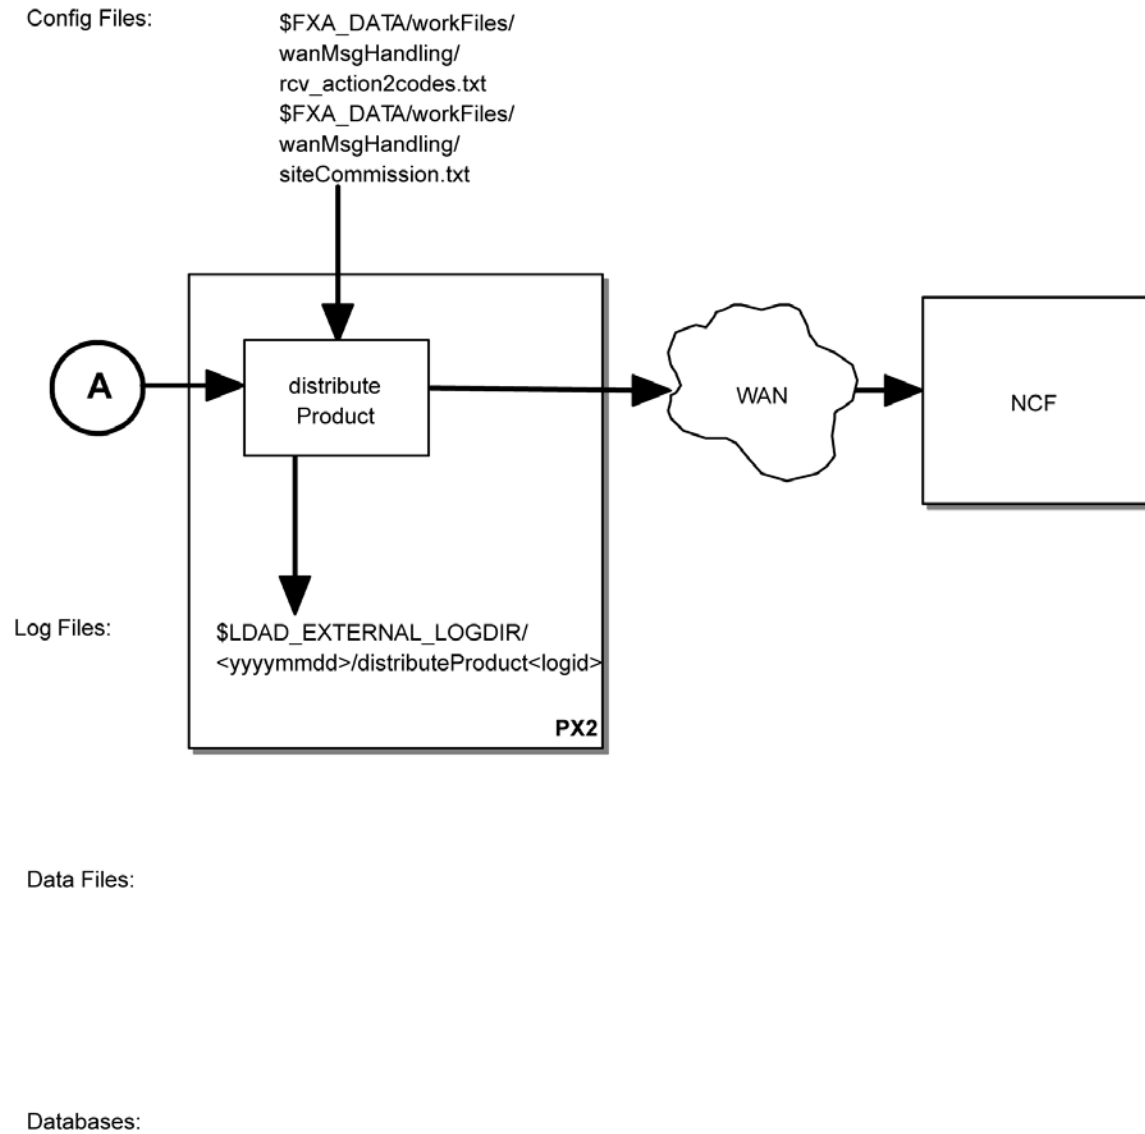 Config Files:
$FXA_DATA/workFiles/
wanMsgHandling/
rcv_action2codes.txt
$FXA_DATA/workFiles/
wanMsgHandling/
siteCommission.txt
A
distribute
Product
WAN
NCF
Log Files:
$LDAD_EXTERNAL_LOGDIR/
<yyyymmdd>/distributeProduct<logid>
PX2
Data Files:
Databases: